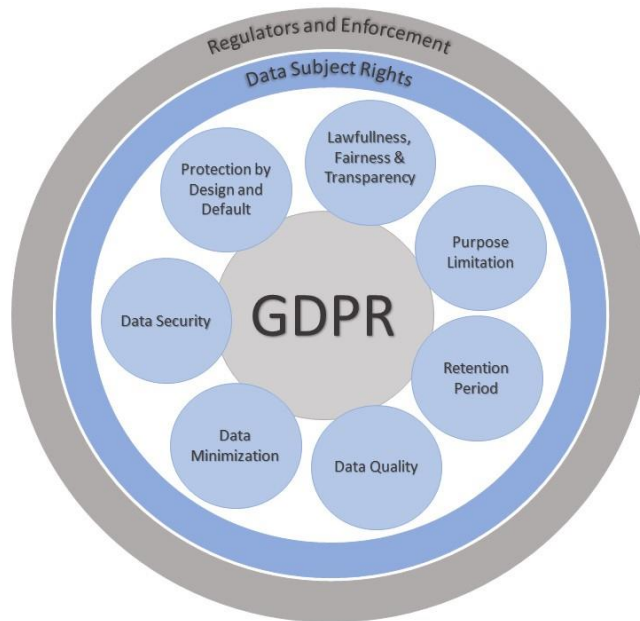 Regulators and Enforcement
Data Subject Rights
Lawfullness,
Fairness &
Transparency
Protection by
Design and
Default
Purpose
Limitation
GDPR
Data Security
Retention
Period
Data
Minimization
Data Quality